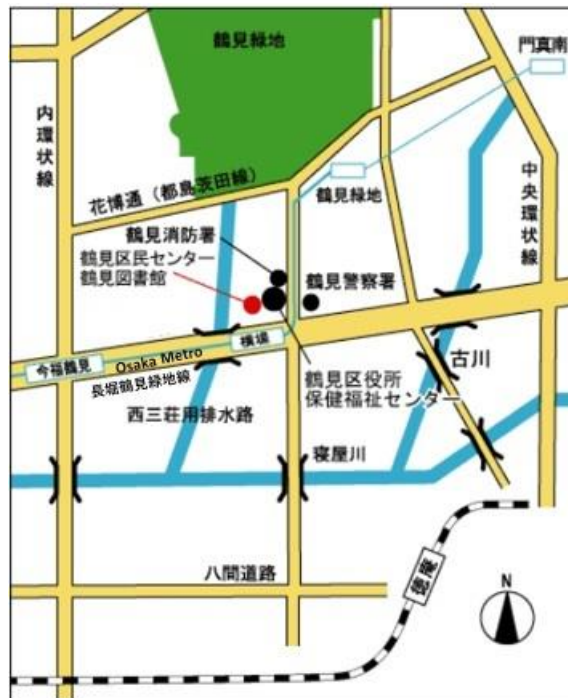 鶴見緑地
門真南
内環状線
花博通（都島茨田線）
鶴見緑地
中央環状線
鶴見消防署
鶴見区民センター
鶴見図書館
鶴見警察署
今福鶴見
Osaka Metro
横堤
長堀鶴見緑地線
鶴見区役所
保健福祉センター
古川
西三荘用排水路
寝屋川
八間道路
徳庵
N